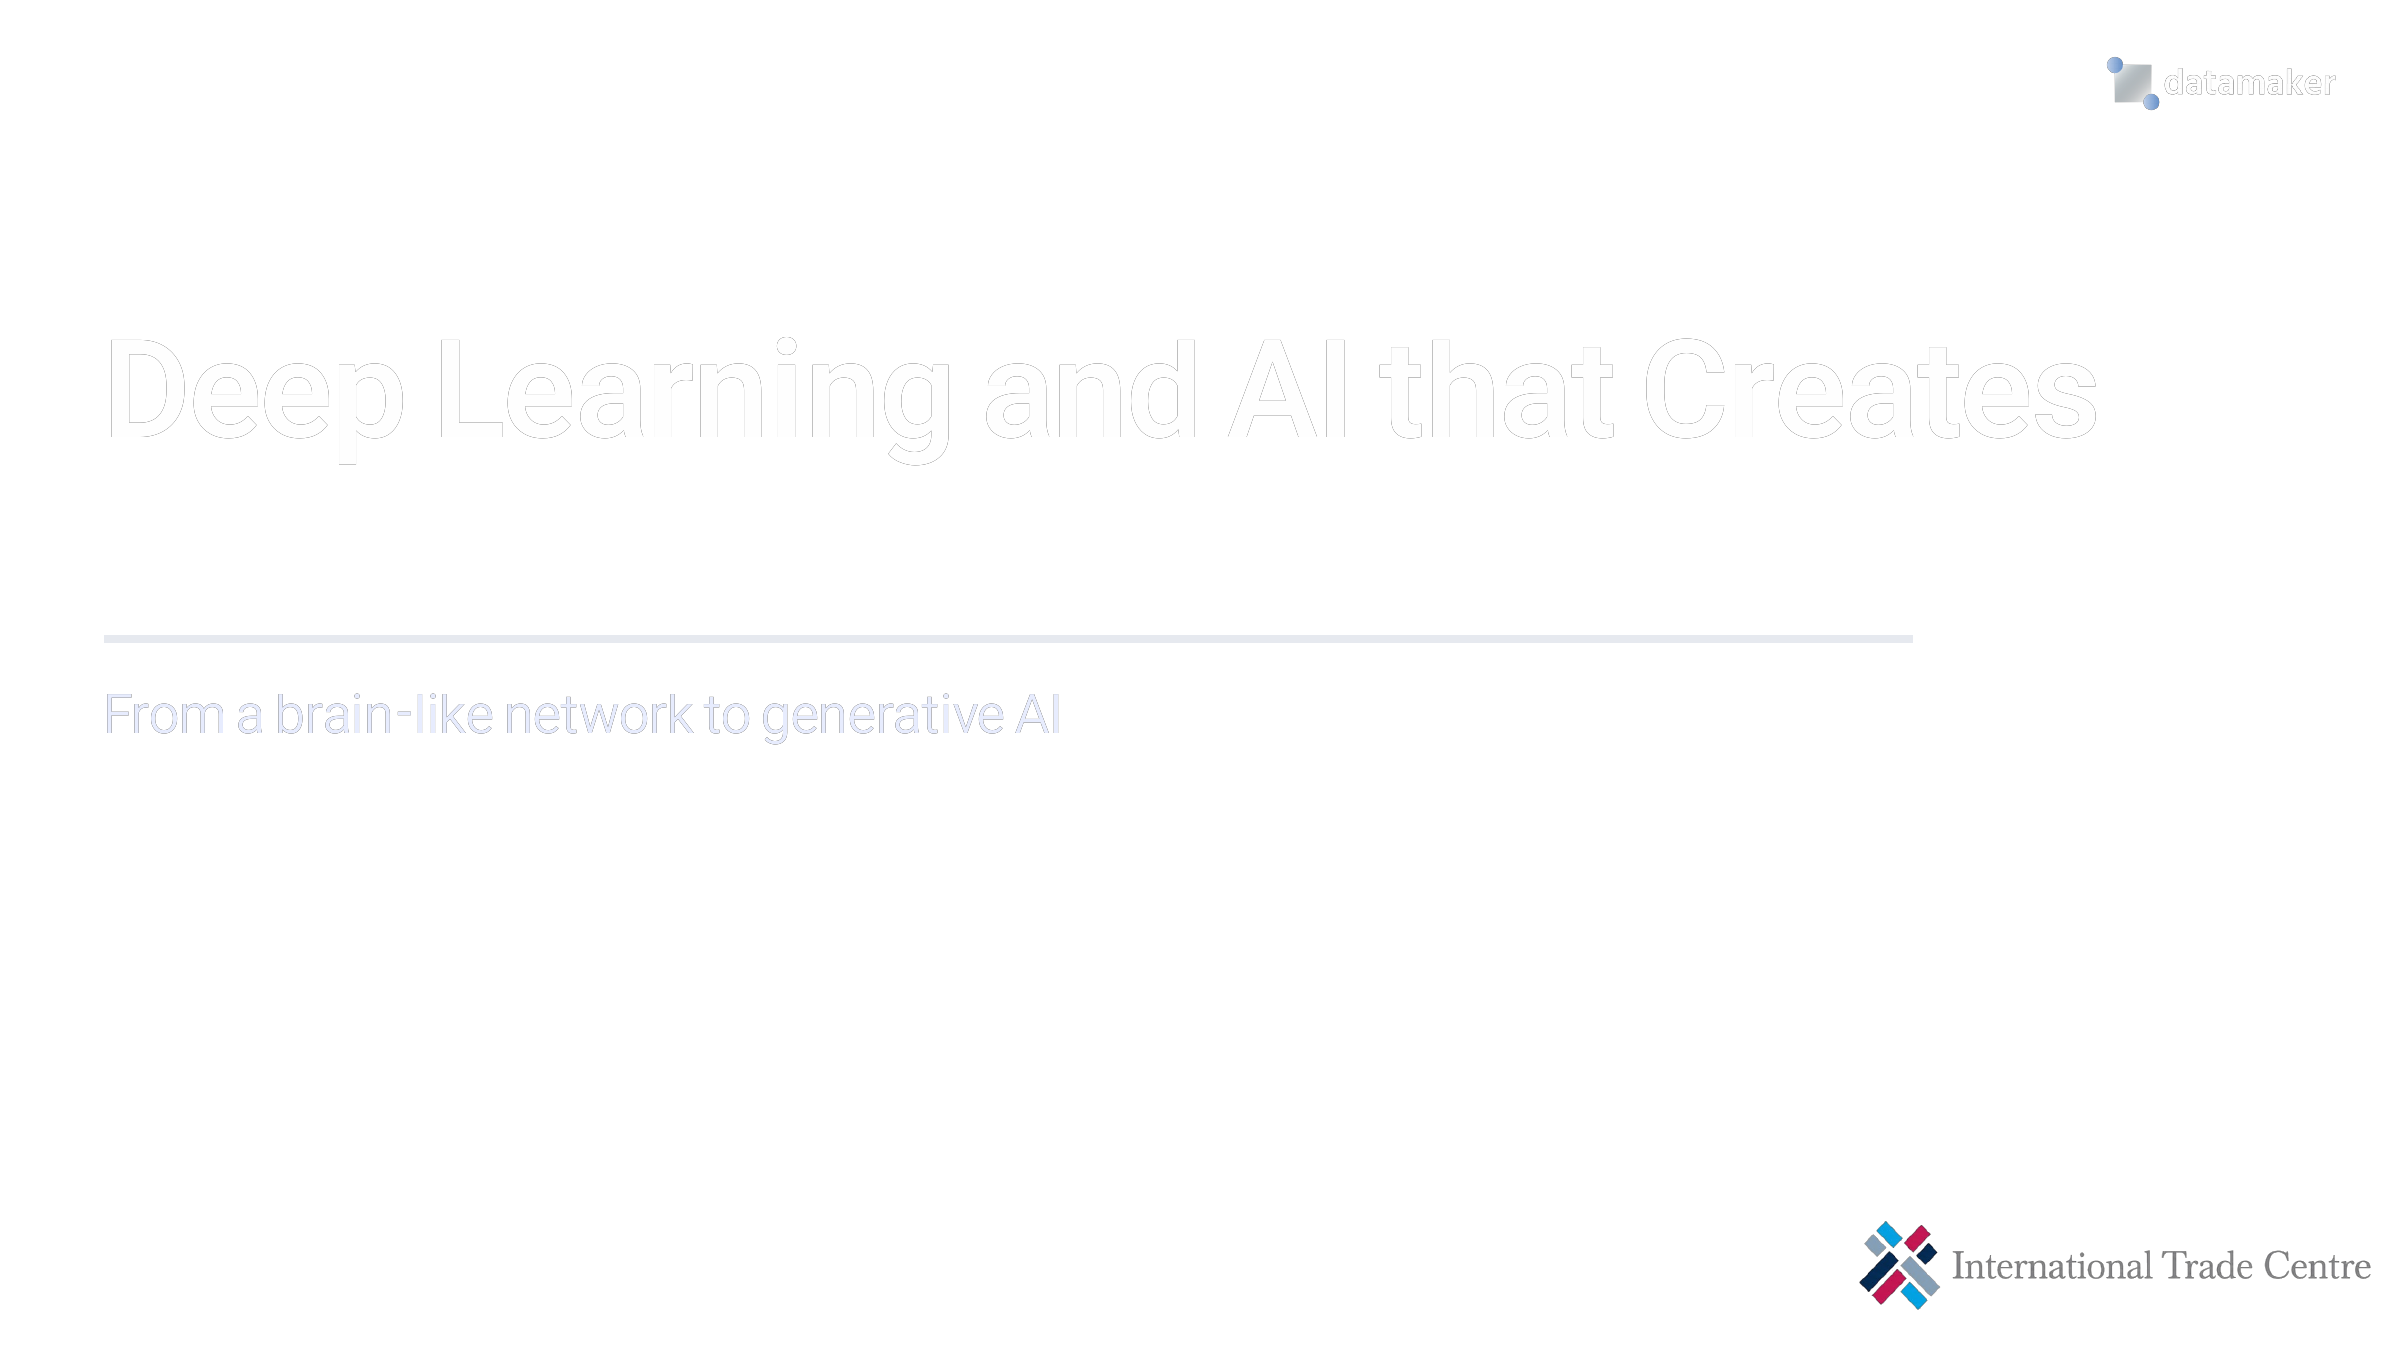 datamaker
Deep Learning and AI that Creates
From a brain-like network to generative AI
International Trade Centre